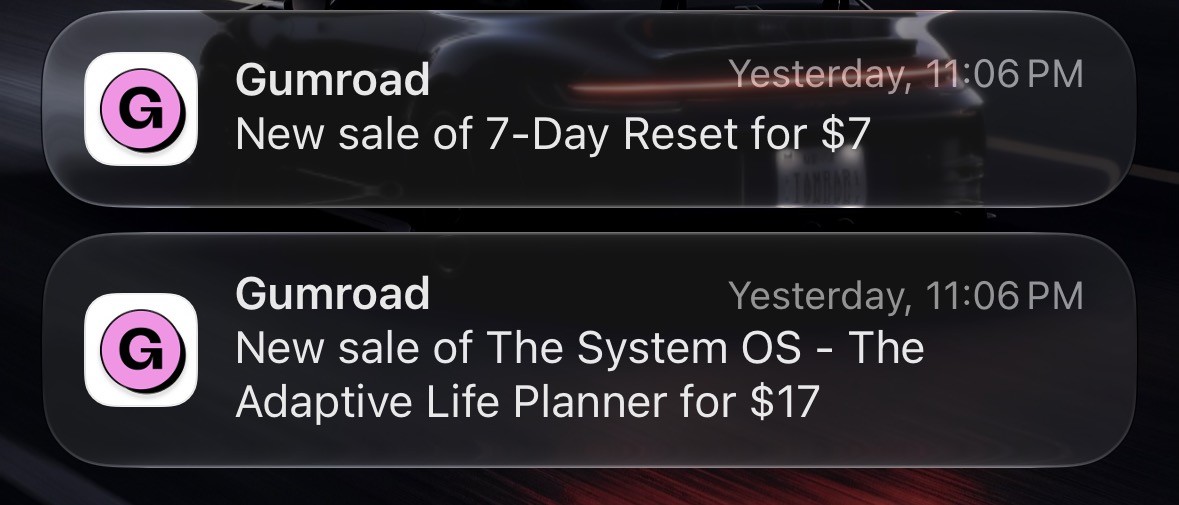 Gumroad
Yesterday, 11:06 PM
New sale of 7-Day Reset for $7
G
Gumroad
Yesterday, 11:06 PM
New sale of The System OS - The
Adaptive Life Planner for $17
G